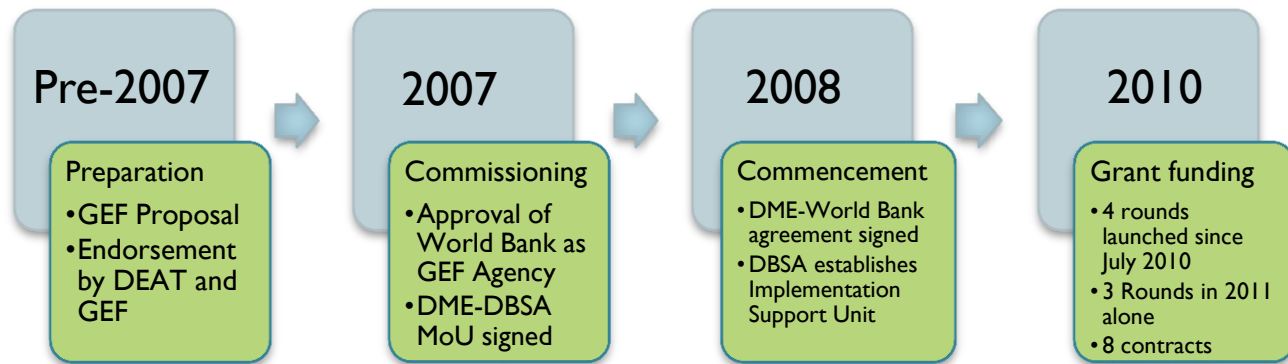 Pre-2007
Preparation
•GEF Proposal
•Endorsement
by DEAT and
GEF
2007
Commissioning
•Approval of
World Bank as
GEF Agency
•DME-DBSA
MoU signed
2008
Commencement
•DME-World Bank
agreement signed
•DBSA establishes
Implementation
Support Unit
2010
Grant funding
•4 rounds
launched since
July 2010
•3 Rounds in 2011
alone
•8 contracts